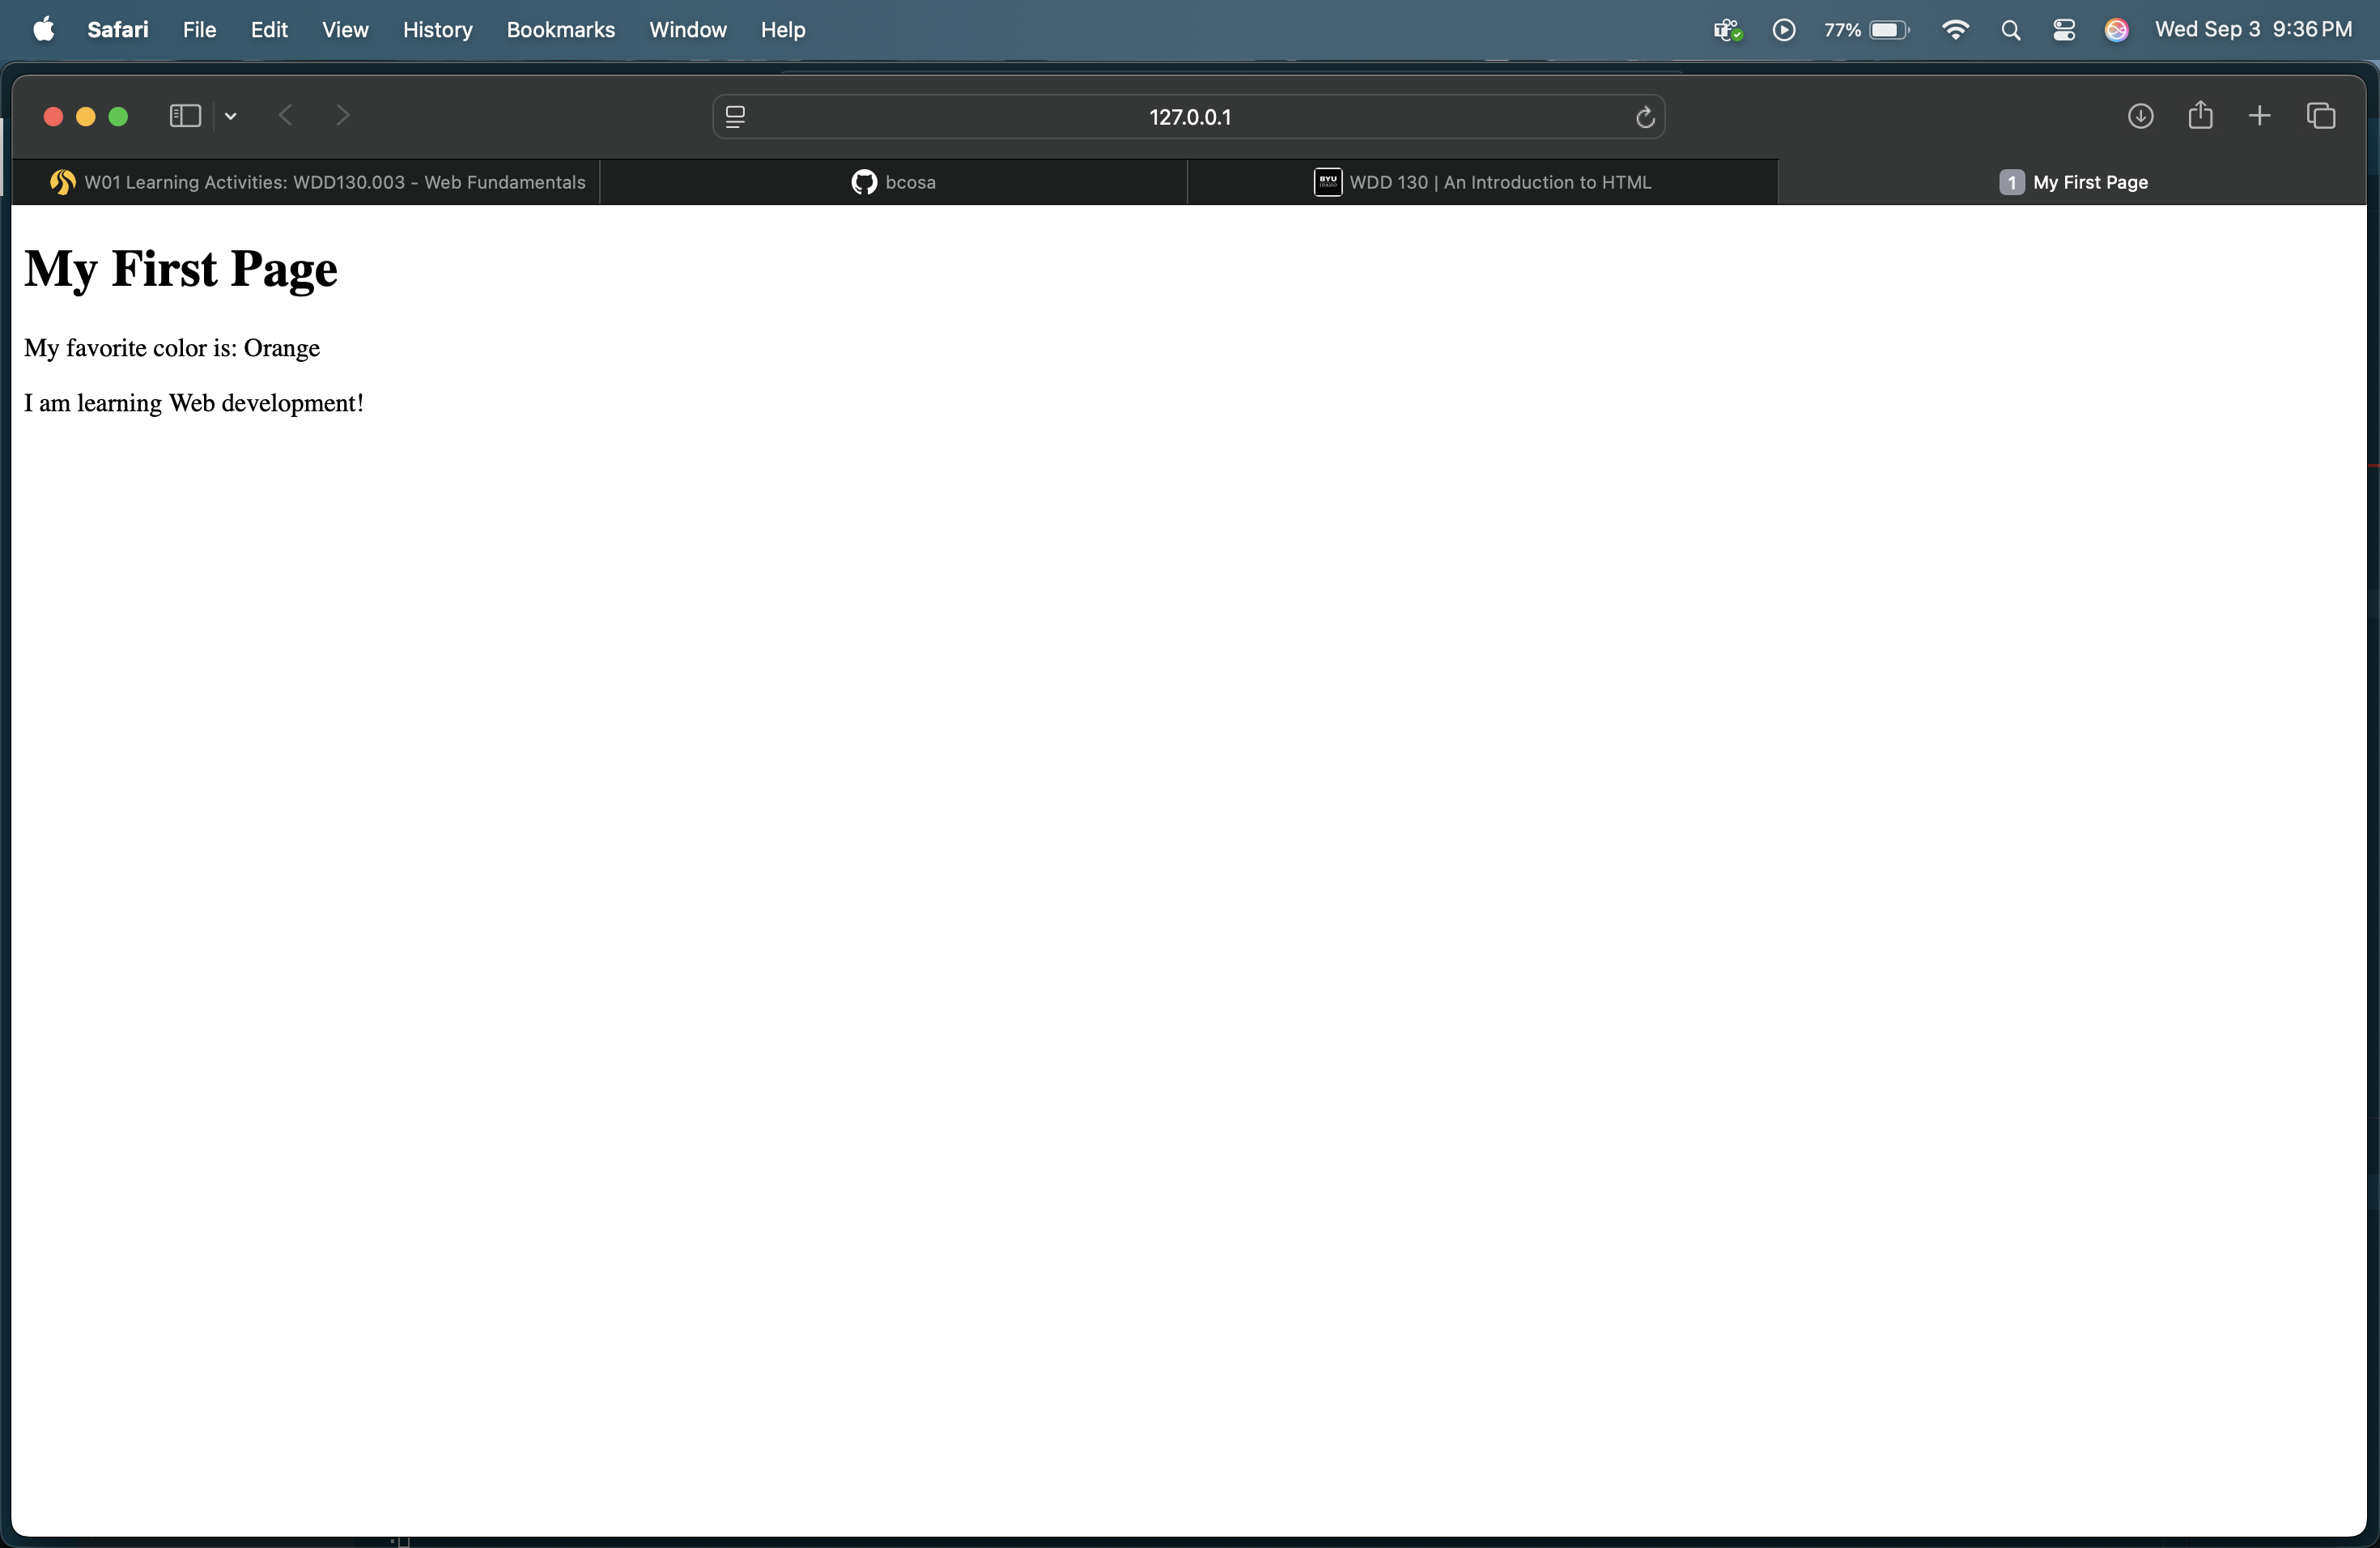 Safari File Edit View History Bookmarks Window Help 77% Wed Sep 3 9:36 PM
127.0.0.1
W01 Learning Activities: WDD130.003 - Web Fundamentals bcosa BYU IDAHO WDD 130 | An Introduction to HTML 1 My First Page
My First Page
My favorite color is: Orange
I am learning Web development!